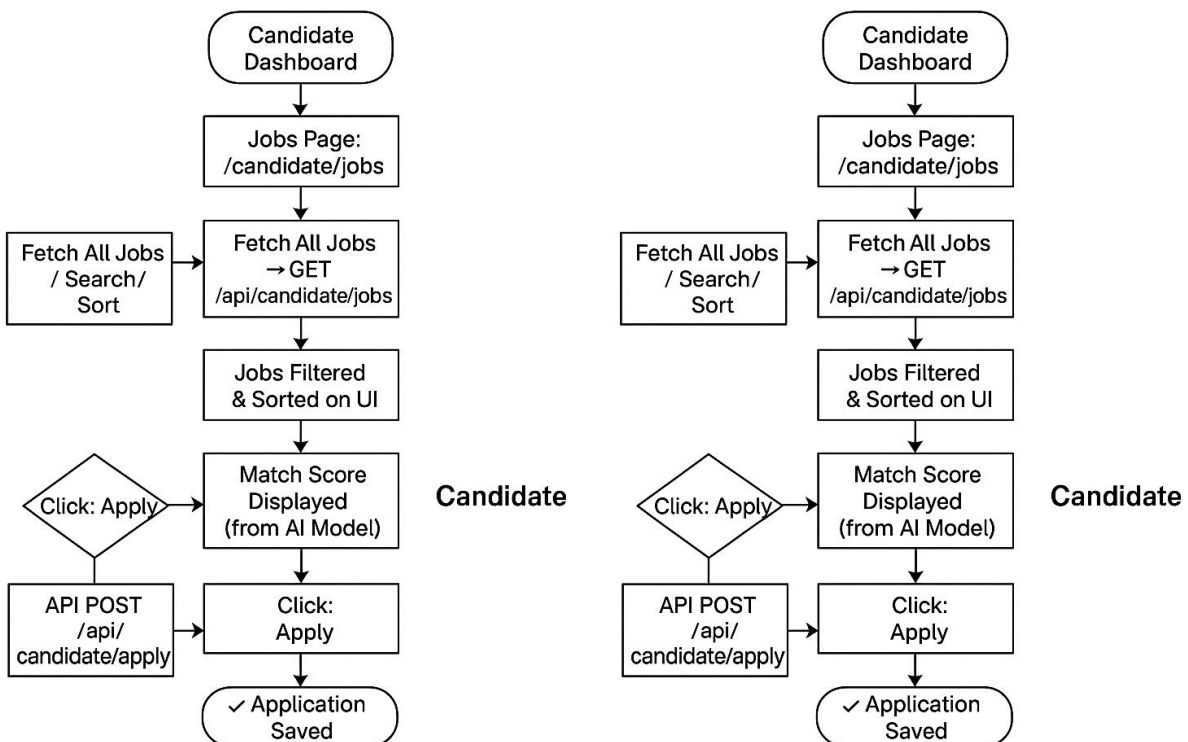 Candidate
Dashboard
Jobs Page:
/candidate/jobs
Fetch All Jobs
/ Search/
Sort
Fetch All Jobs
→ GET
/api/candidate/jobs
Jobs Filtered
& Sorted on UI
Click: Apply
Match Score
Displayed
(from AI Model)
Candidate
API POST
/api/
candidate/apply
Click:
Apply
✓ Application
Saved
Candidate
Dashboard
Jobs Page:
/candidate/jobs
Fetch All Jobs
/ Search/
Sort
Fetch All Jobs
→ GET
/api/candidate/jobs
Jobs Filtered
& Sorted on UI
Click: Apply
Match Score
Displayed
(from AI Model)
Candidate
API POST
/api/
candidate/apply
Click:
Apply
✓ Application
Saved